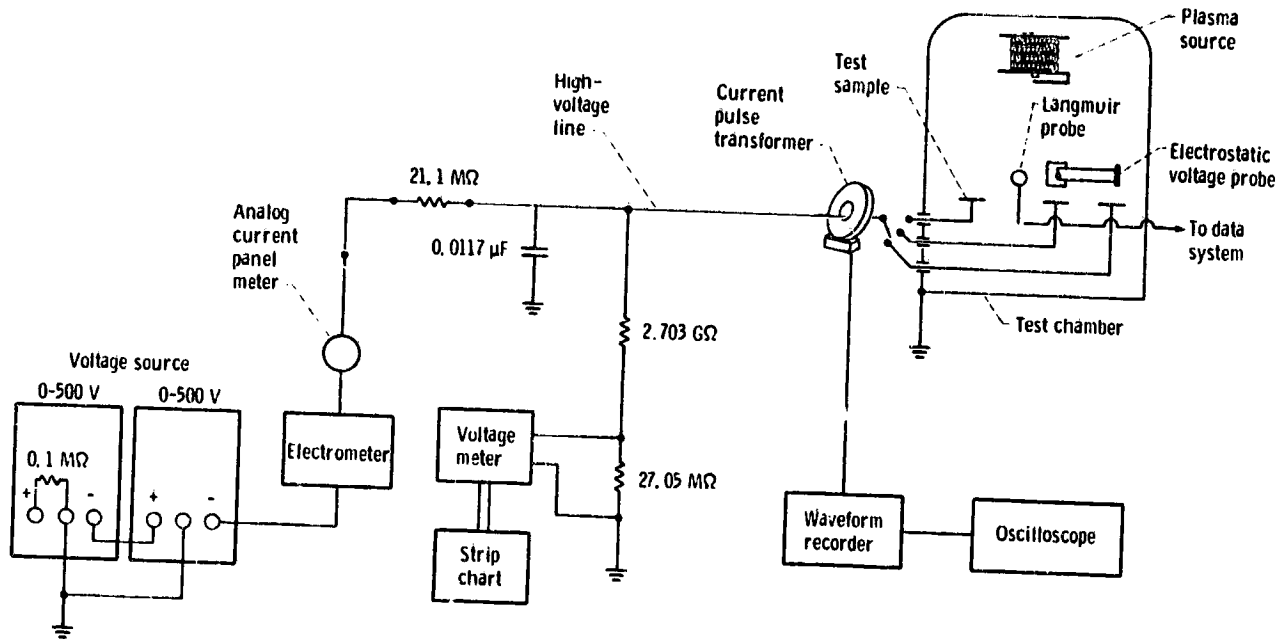 Plasma
source
Test
sample
High-
voltage
line
Current
pulse
transformer
Langmuir
probe
Electrostatic
voltage probe
21.1 MΩ
Analog
current
panel
meter
0.0117 µF
To data
system
Test chamber
2.703 GΩ
Voltage source
0-500 V
0-500 V
Electrometer
Voltage
meter
27.05 MΩ
0.1 MΩ
+
-
+
-
Waveform
recorder
Oscilloscope
Strip
chart